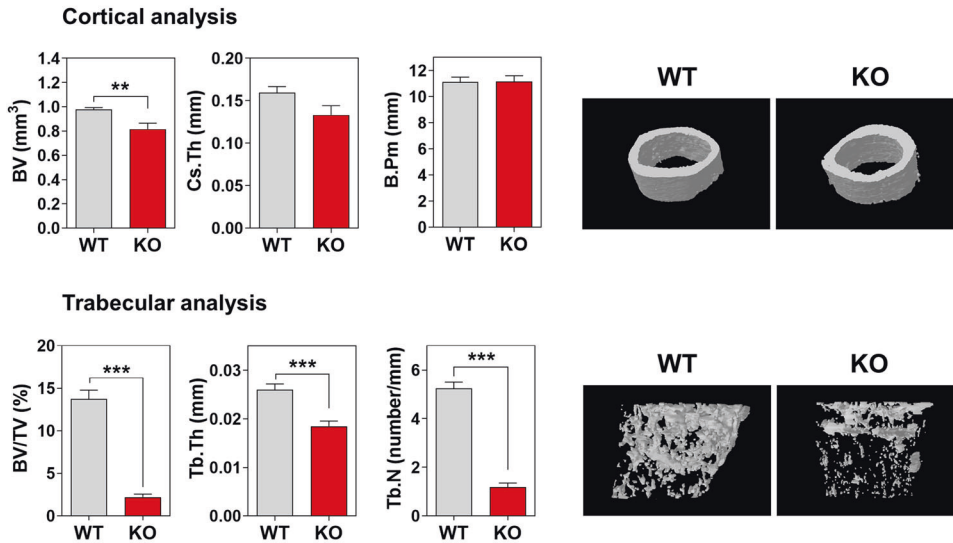 Cortical analysis
BV (mm³)
1.4
1.2
1.0
0.8
0.6
0.4
0.2
0.0
**
WT KO
Cs.Th (mm)
0.20
0.15
0.10
0.05
0.00
WT KO
B.Pm (mm)
12
10
8
6
4
2
0
WT KO
WT KO
Trabecular analysis
BV/TV (%)
20
15
10
5
0
***
WT KO
Tb.Th (mm)
0.03
0.02
0.01
0.00
***
WT KO
Tb.N (number/mm)
6
4
2
0
***
WT KO
WT KO